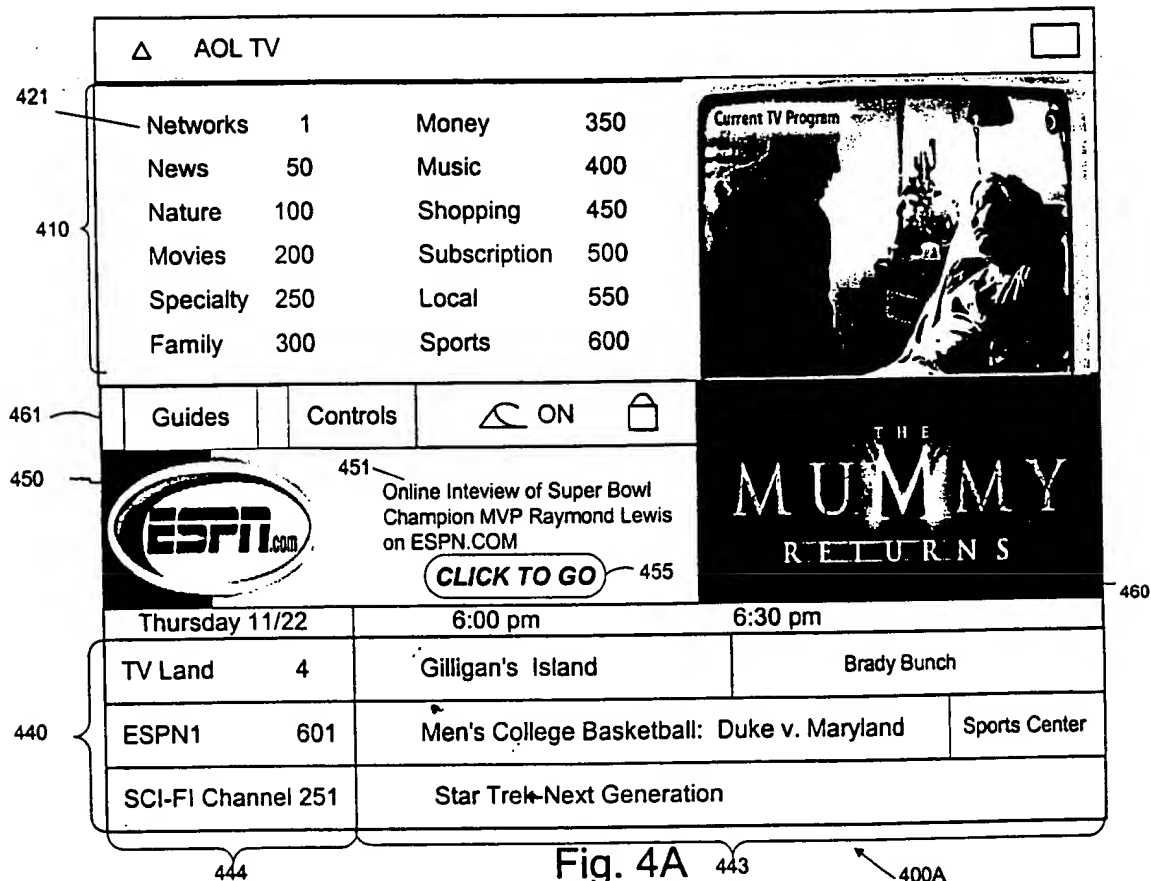 AOL TV
421
Networks 1 Money 350
News 50 Music 400
Nature 100 Shopping 450
410
Movies 200 Subscription 500
Specialty 250 Local 550
Family 300 Sports 600
Current TV Program
461
Guides Controls ON
450
ESPN.com
451
Online Inteview of Super Bowl
Champion MVP Raymond Lewis
on ESPN.COM
CLICK TO GO 455
THE
MUMMY
RETURNS
460
Thursday 11/22 6:00 pm 6:30 pm
TV Land 4 Gilligan's Island Brady Bunch
440
ESPN1 601 Men's College Basketball: Duke v. Maryland Sports Center
SCI-FI Channel 251 Star Trek-Next Generation
444
Fig. 4A
443
400A